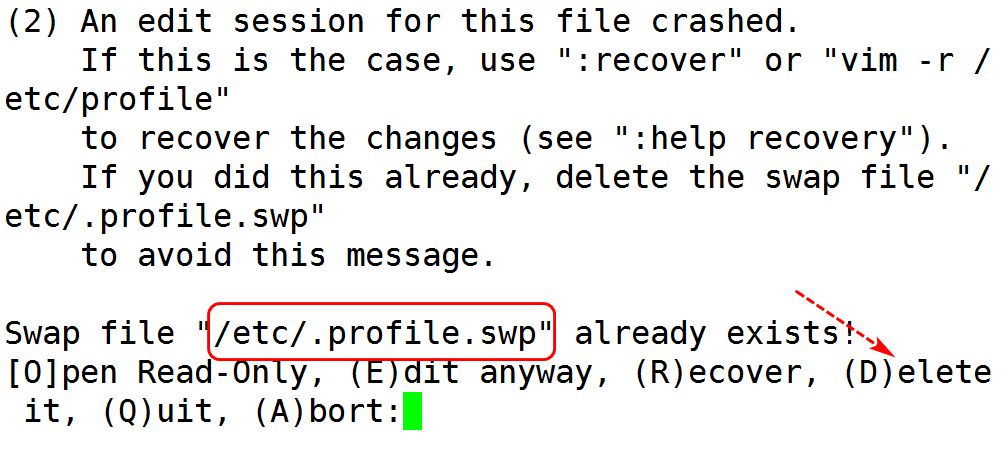 (2) An edit session for this file crashed.
    If this is the case, use ":recover" or "vim -r /
etc/profile"
    to recover the changes (see ":help recovery").
    If you did this already, delete the swap file "/
etc/.profile.swp"
    to avoid this message.

Swap file "/etc/.profile.swp" already exists!
[O]pen Read-Only, (E)dit anyway, (R)ecover, (D)elete
 it, (Q)uit, (A)bort: